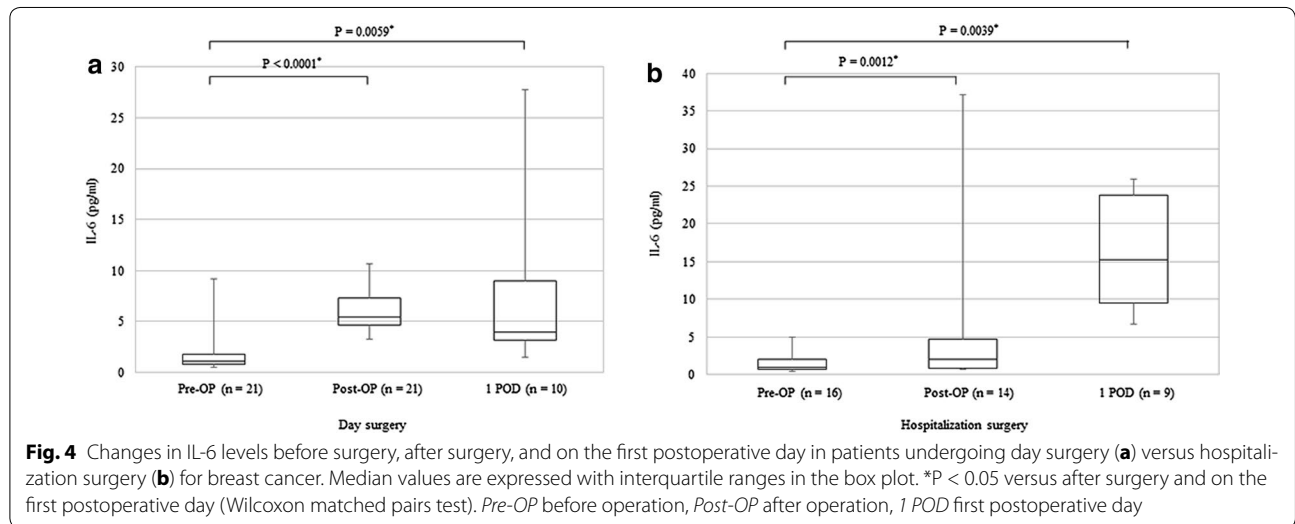 a
P = 0.0059*
P < 0.0001*
30
25
20
15
10
5
0
IL-6 (pg/ml)
Pre-OP (n = 21)
Post-OP (n = 21)
1 POD (n = 10)
Day surgery
b
P = 0.0039*
P = 0.0012*
40
35
30
25
20
15
10
5
0
IL-6 (pg/ml)
Pre-OP (n = 16)
Post-OP (n = 14)
1 POD (n = 9)
Hospitalization surgery
Fig. 4 Changes in IL-6 levels before surgery, after surgery, and on the first postoperative day in patients undergoing day surgery (a) versus hospitali-
zation surgery (b) for breast cancer. Median values are expressed with interquartile ranges in the box plot. *P < 0.05 versus after surgery and on the
first postoperative day (Wilcoxon matched pairs test). Pre-OP before operation, Post-OP after operation, 1 POD first postoperative day